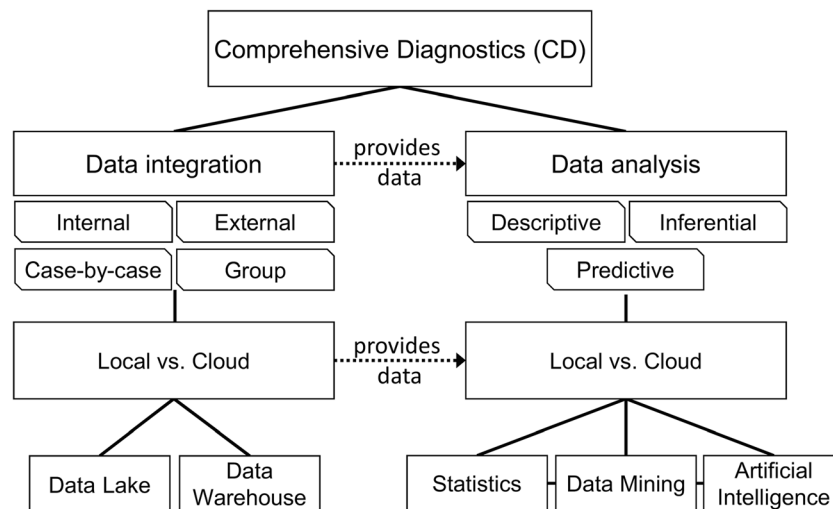 Comprehensive Diagnostics (CD)
Data integration
provides
data
Data analysis
Internal
External
Descriptive
Inferential
Case-by-case
Group
Predictive
Local vs. Cloud
provides
data
Local vs. Cloud
Data Lake
Data
Warehouse
Statistics
Data Mining
Artificial
Intelligence